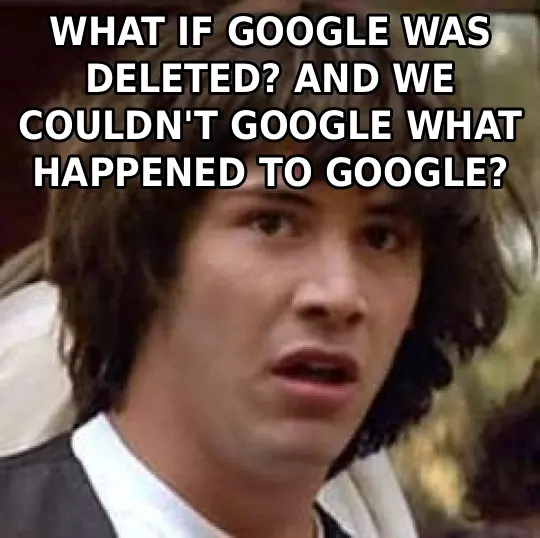 WHAT IF GOOGLE WAS
DELETED? AND WE
COULDN'T GOOGLE WHAT
HAPPENED TO GOOGLE?